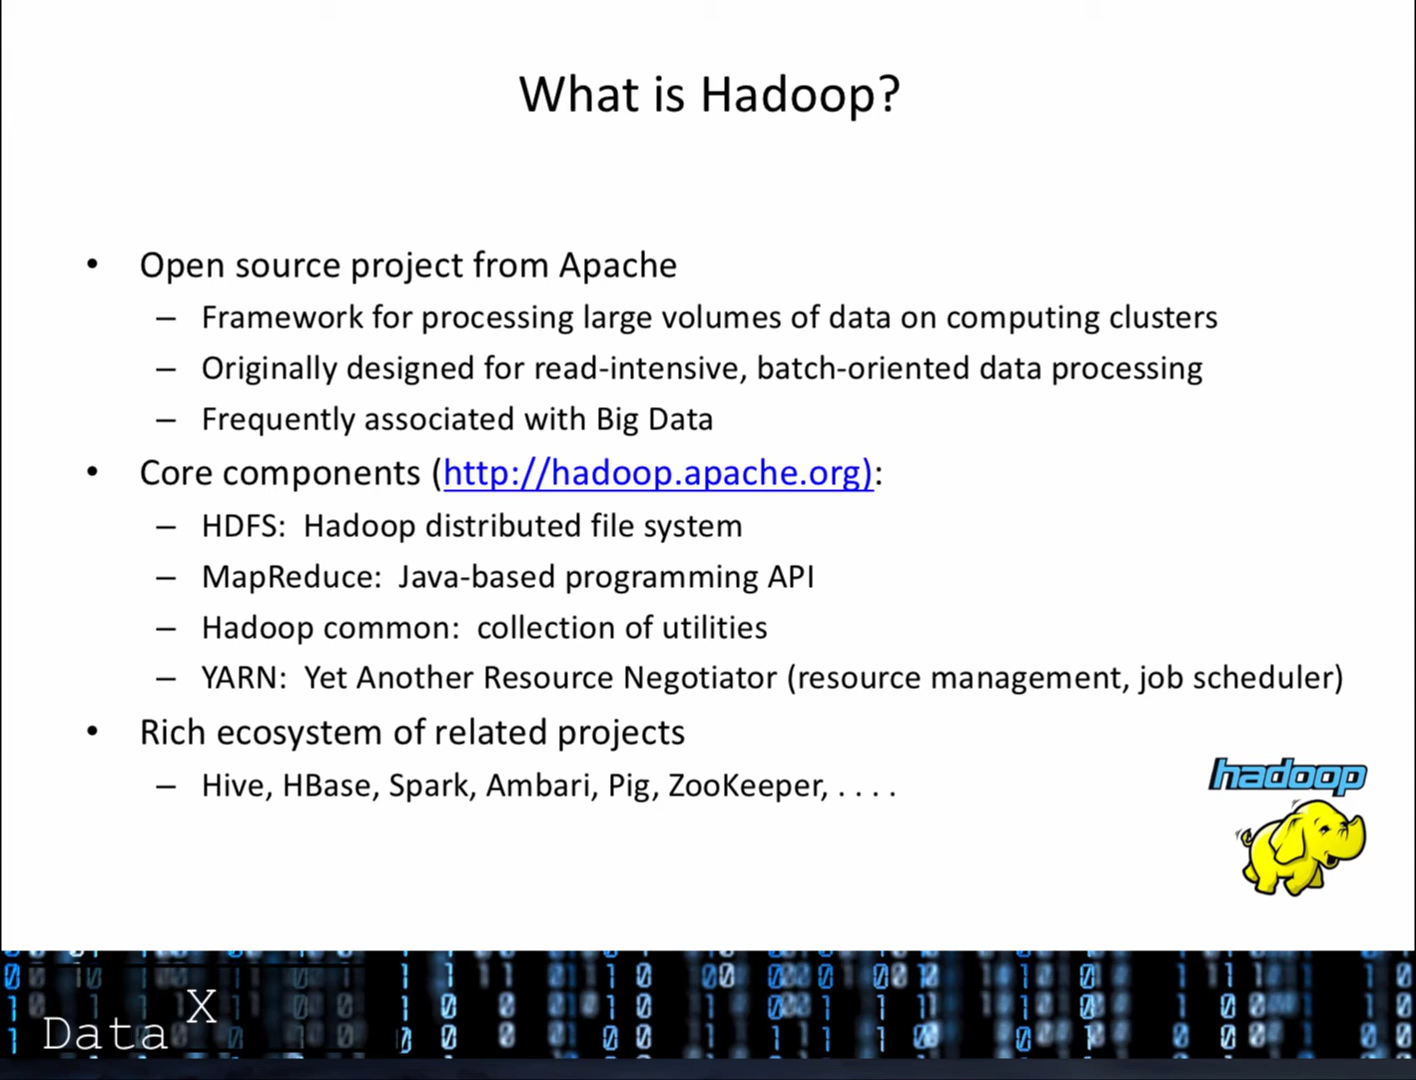 What is Hadoop?
• Open source project from Apache
– Framework for processing large volumes of data on computing clusters
– Originally designed for read-intensive, batch-oriented data processing
– Frequently associated with Big Data
• Core components (http://hadoop.apache.org):
– HDFS: Hadoop distributed file system
– MapReduce: Java-based programming API
– Hadoop common: collection of utilities
– YARN: Yet Another Resource Negotiator (resource management, job scheduler)
• Rich ecosystem of related projects
– Hive, HBase, Spark, Ambari, Pig, ZooKeeper, . . . .
hadoop
Data X